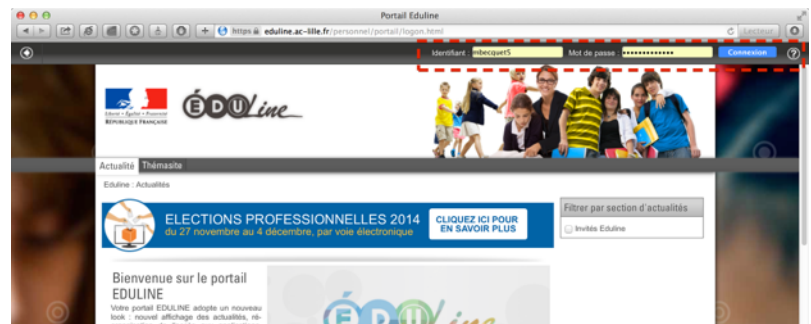 Portail Eduline
https eduline.ac-lille.fr/personnel/portail/logon.html
Lecteur
Identifiant mbecquet5 Mot de passe •••••••••••••• Connexion ?
Liberté • Égalité • Fraternité
RÉPUBLIQUE FRANÇAISE
ÉDULine
Actualité Thémasite
Eduline : Actualités
ELECTIONS PROFESSIONNELLES 2014
du 27 novembre au 4 décembre, par voie électronique
CLIQUEZ ICI POUR
EN SAVOIR PLUS
Filtrer par section d'actualités
Invités Eduline
Bienvenue sur le portail
EDULINE
Votre portail EDULINE adopte un nouveau
look : nouvel affichage des actualités, ré-
ÉDULine